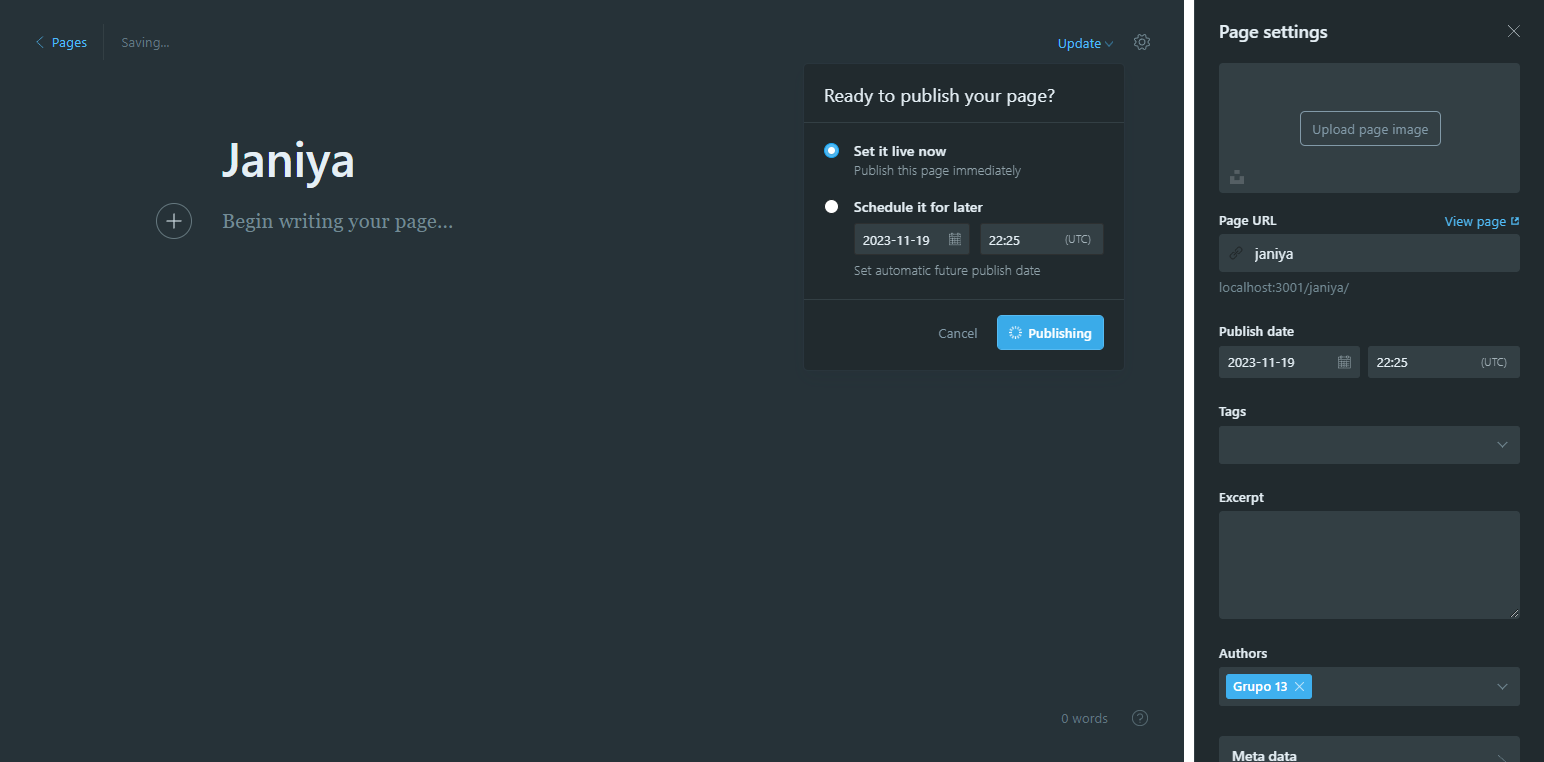 Pages
Saving...
Update
Janiya
Begin writing your page...
Ready to publish your page?
Set it live now
Publish this page immediately
Schedule it for later
2023-11-19
22:25
(UTC)
Set automatic future publish date
Cancel
Publishing
0 words
?
Page settings
Upload page image
Page URL
View page
janiya
localhost:3001/janiya/
Publish date
2023-11-19
22:25
(UTC)
Tags
Excerpt
Authors
Grupo 13
Meta data